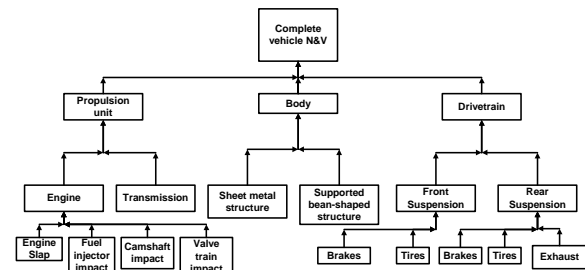 Complete
vehicle N&V
Propulsion
unit
Body
Drivetrain
Engine
Transmission
Sheet metal
structure
Supported
bean-shaped
structure
Front
Suspension
Rear
Suspension
Engine
Slap
Fuel
injector
impact
Camshaft
impact
Valve
train impact
Brakes
Tires
Brakes
Tires
Exhaust